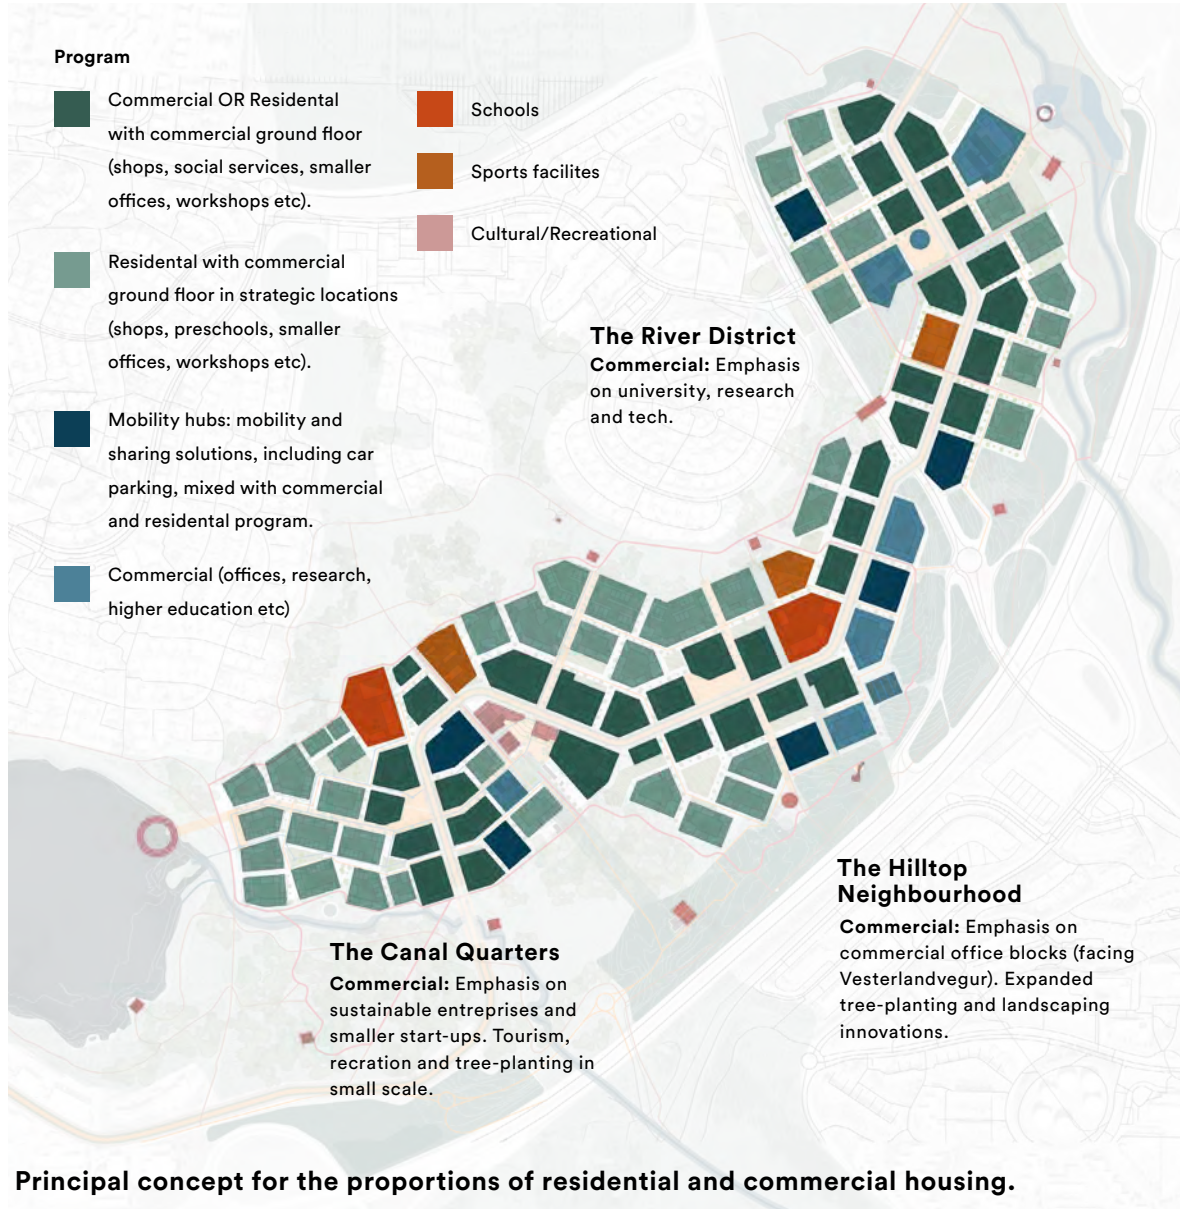 Program
Commercial OR Residental
with commercial ground floor
(shops, social services, smaller
offices, workshops etc).
Residental with commercial
ground floor in strategic locations
(shops, preschools, smaller
offices, workshops etc).
Mobility hubs: mobility and
sharing solutions, including car
parking, mixed with commercial
and residental program.
Commercial (offices, research,
higher education etc)
Schools
Sports facilites
Cultural/Recreational
The River District
Commercial: Emphasis
on university, research
and tech.
The Hilltop
Neighbourhood
Commercial: Emphasis on
commercial office blocks (facing
Vesterlandvegur). Expanded
tree-planting and landscaping
innovations.
The Canal Quarters
Commercial: Emphasis on
sustainable entreprises and
smaller start-ups. Tourism,
recration and tree-planting in
small scale.
Principal concept for the proportions of residential and commercial housing.